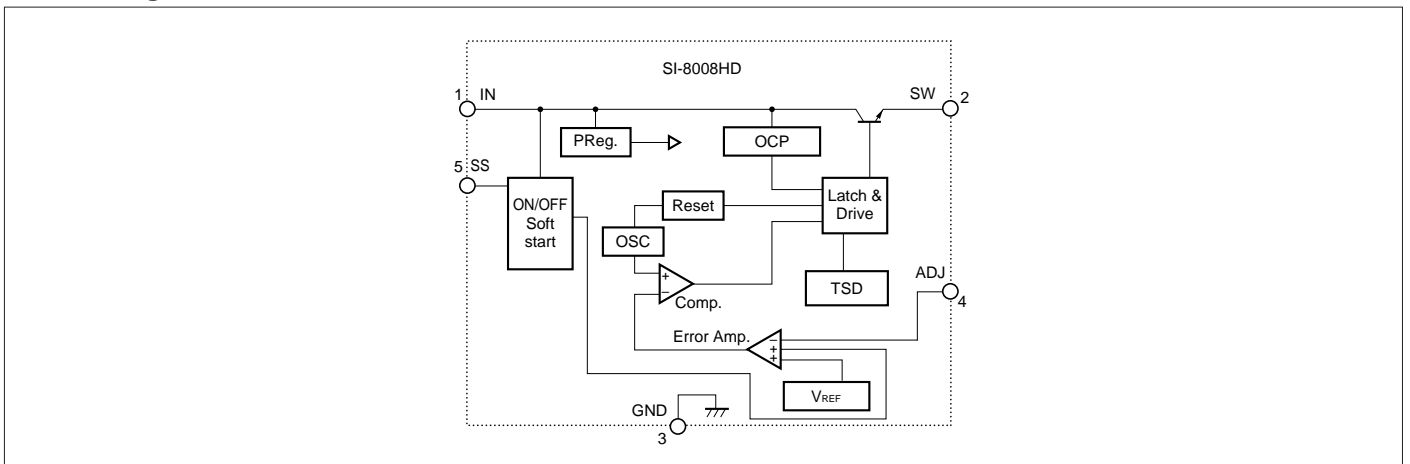 SI-8008HD
1 IN
SW 2
PReg.
OCP
5 SS
ON/OFF
Soft
start
Latch &
Drive
Reset
OSC
+
−
Comp.
TSD
ADJ
4
Error Amp.
−
+
+
VREF
GND
3